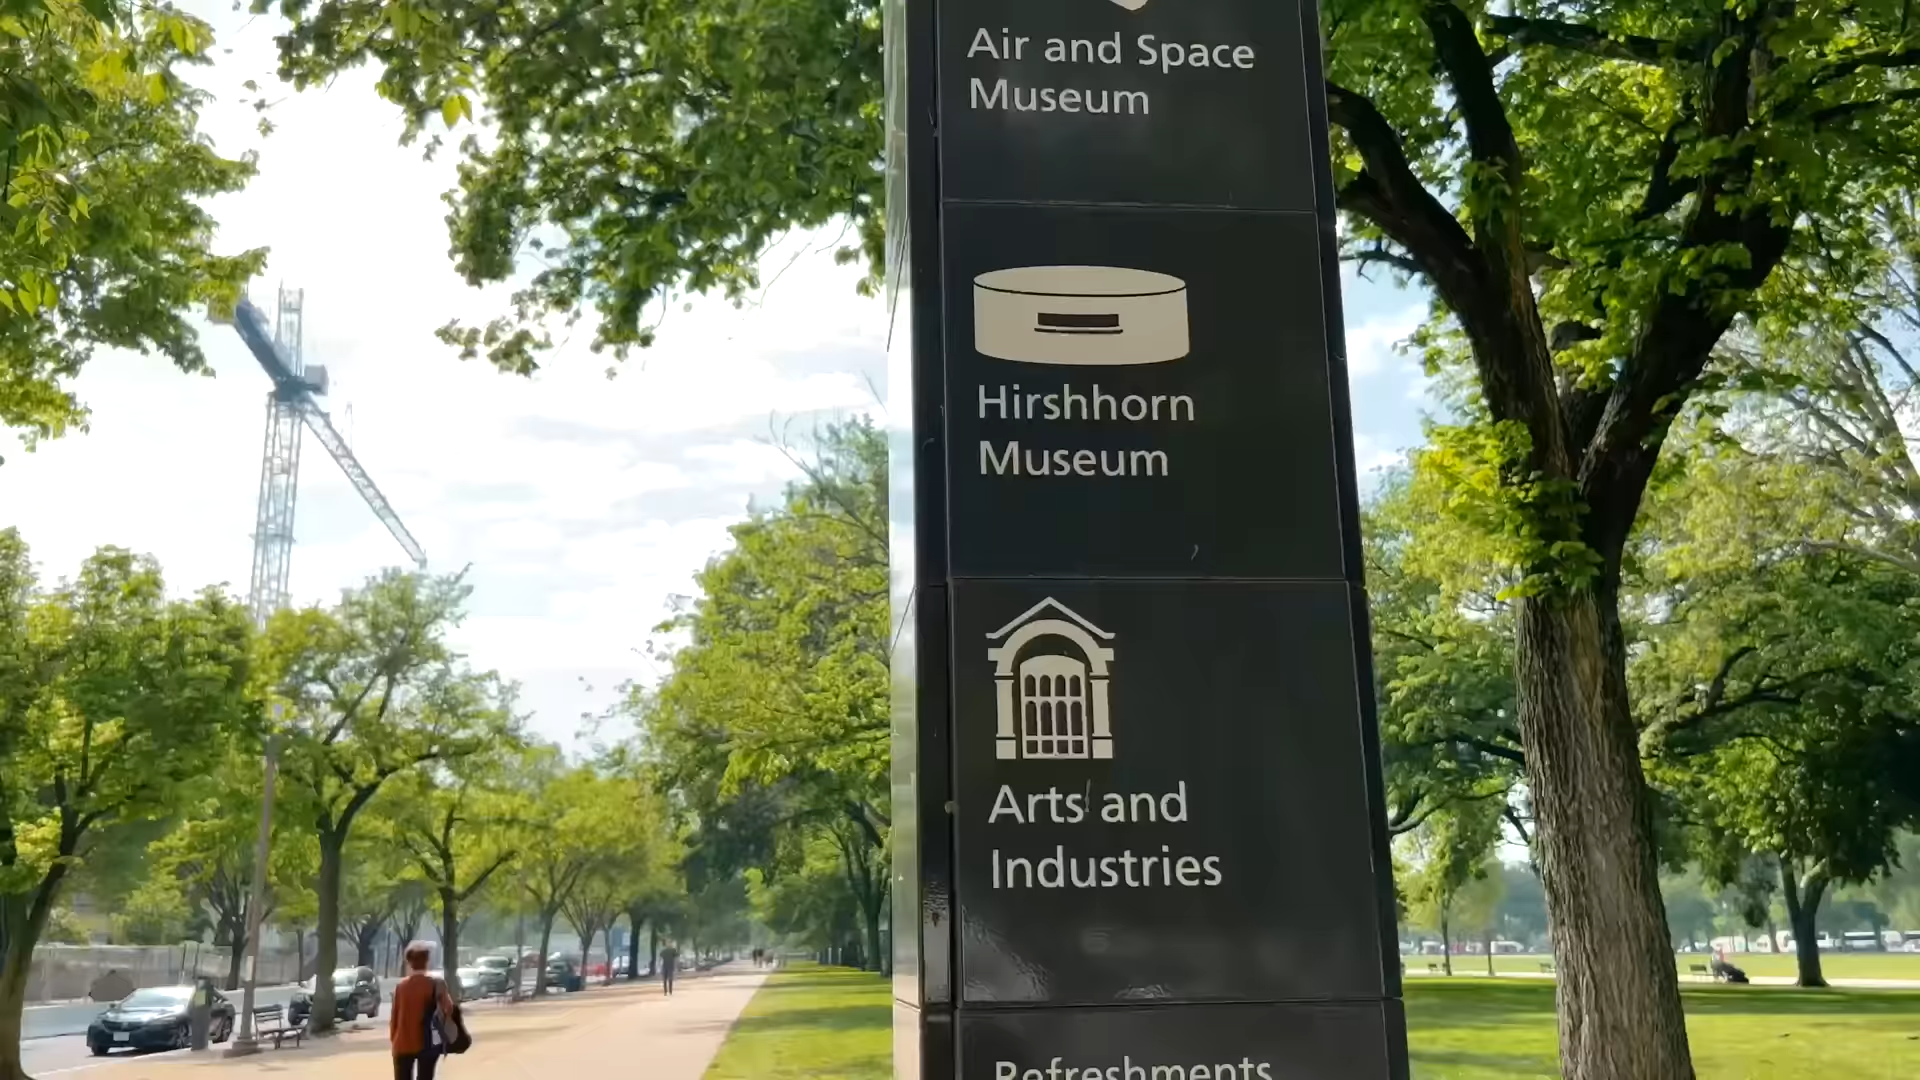 Air and Space
Museum
Hirshhorn
Museum
Arts and
Industries
Refreshments